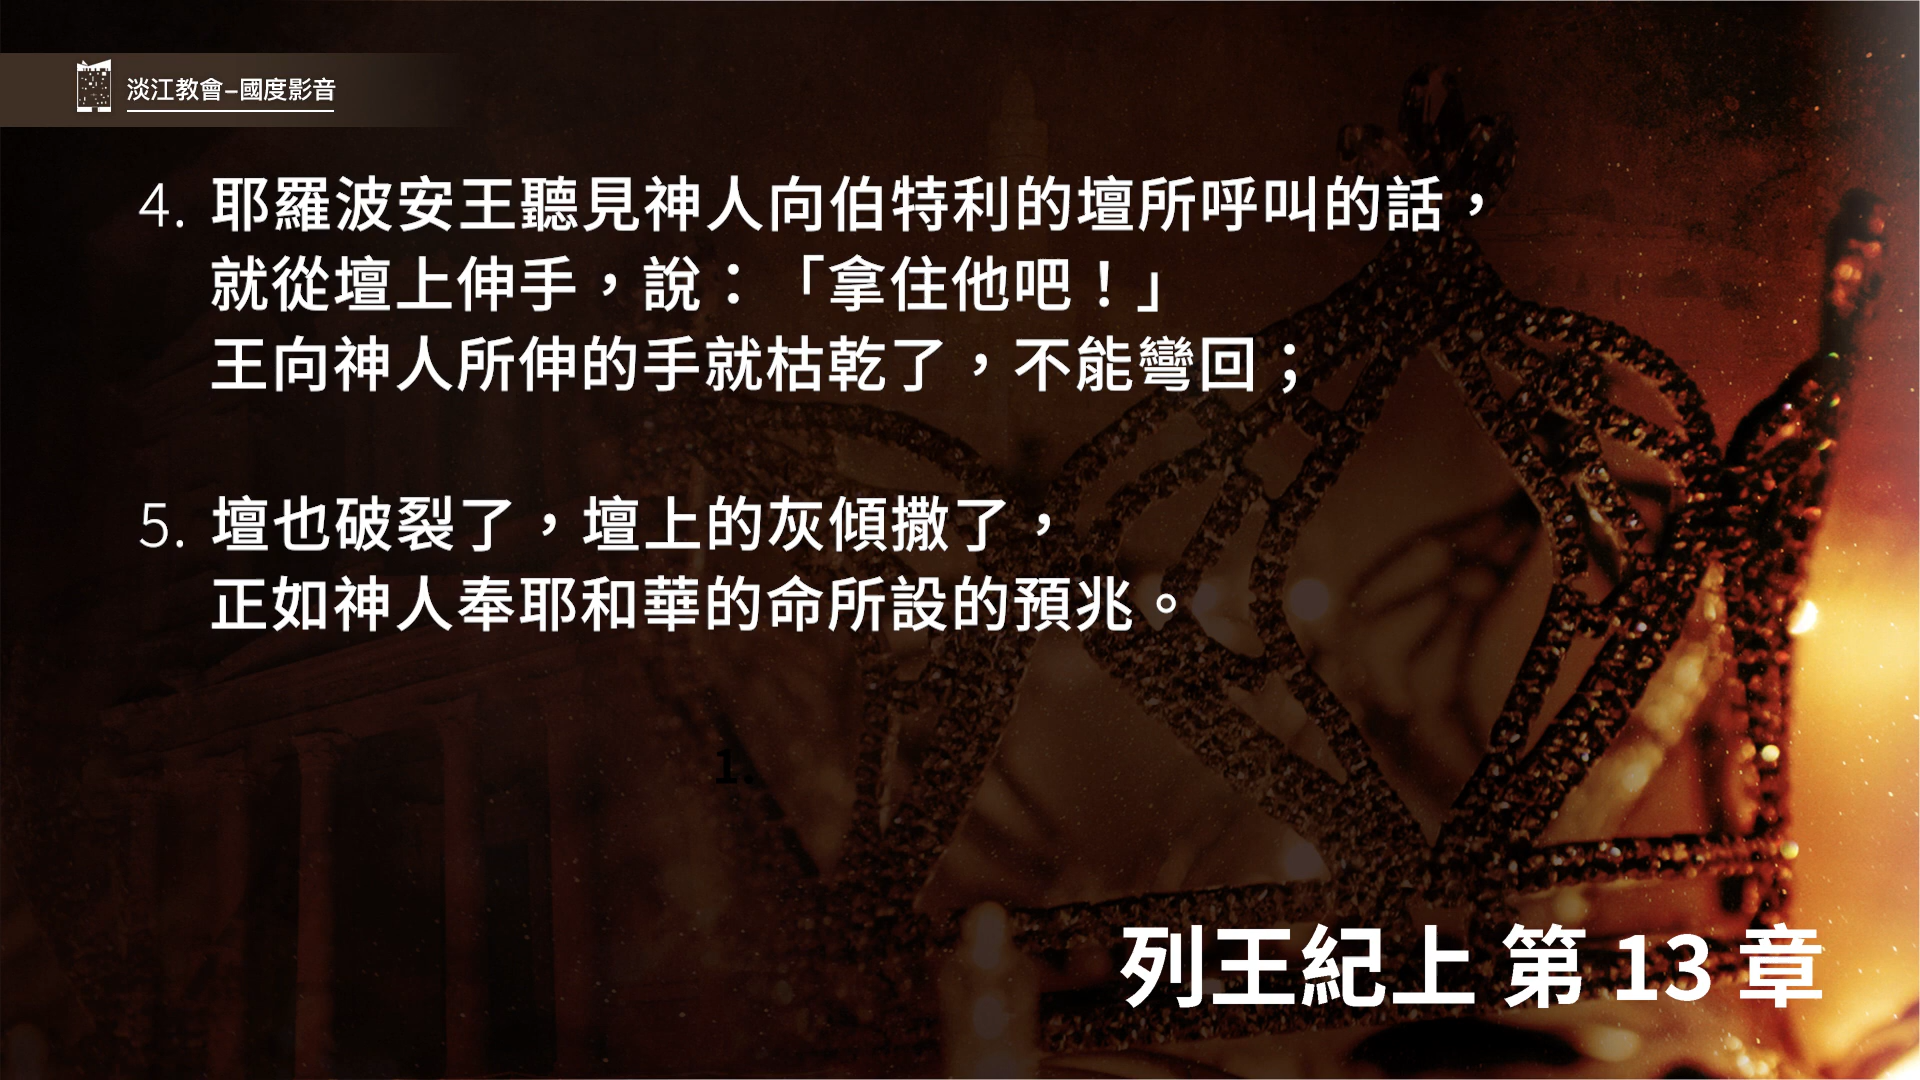 淡江教會–國度影音
4. 耶羅波安王聽見神人向伯特利的壇所呼叫的話，
就從壇上伸手，說：「拿住他吧！」
王向神人所伸的手就枯乾了，不能彎回；
5. 壇也破裂了，壇上的灰傾撒了，
正如神人奉耶和華的命所設的預兆。
1.
列王紀上 第 13 章